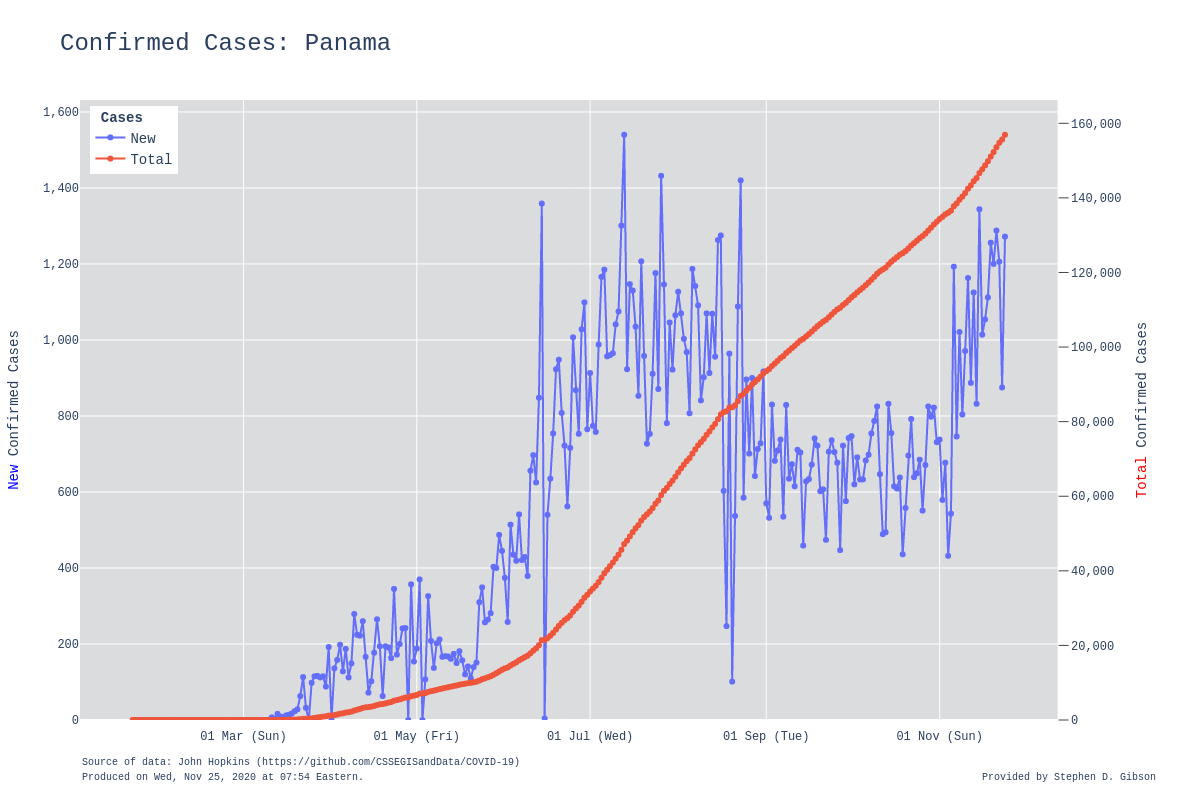 Confirmed Cases: Panama
Cases
New
Total
1,600
1,400
1,200
1,000
800
600
400
200
0
160,000
140,000
120,000
100,000
80,000
60,000
40,000
20,000
0
New Confirmed Cases
Total Confirmed Cases
01 Mar (Sun)
01 May (Fri)
01 Jul (Wed)
01 Sep (Tue)
01 Nov (Sun)
Source of data: John Hopkins (https://github.com/CSSEGISandData/COVID-19)
Produced on Wed, Nov 25, 2020 at 07:54 Eastern.
Provided by Stephen D. Gibson